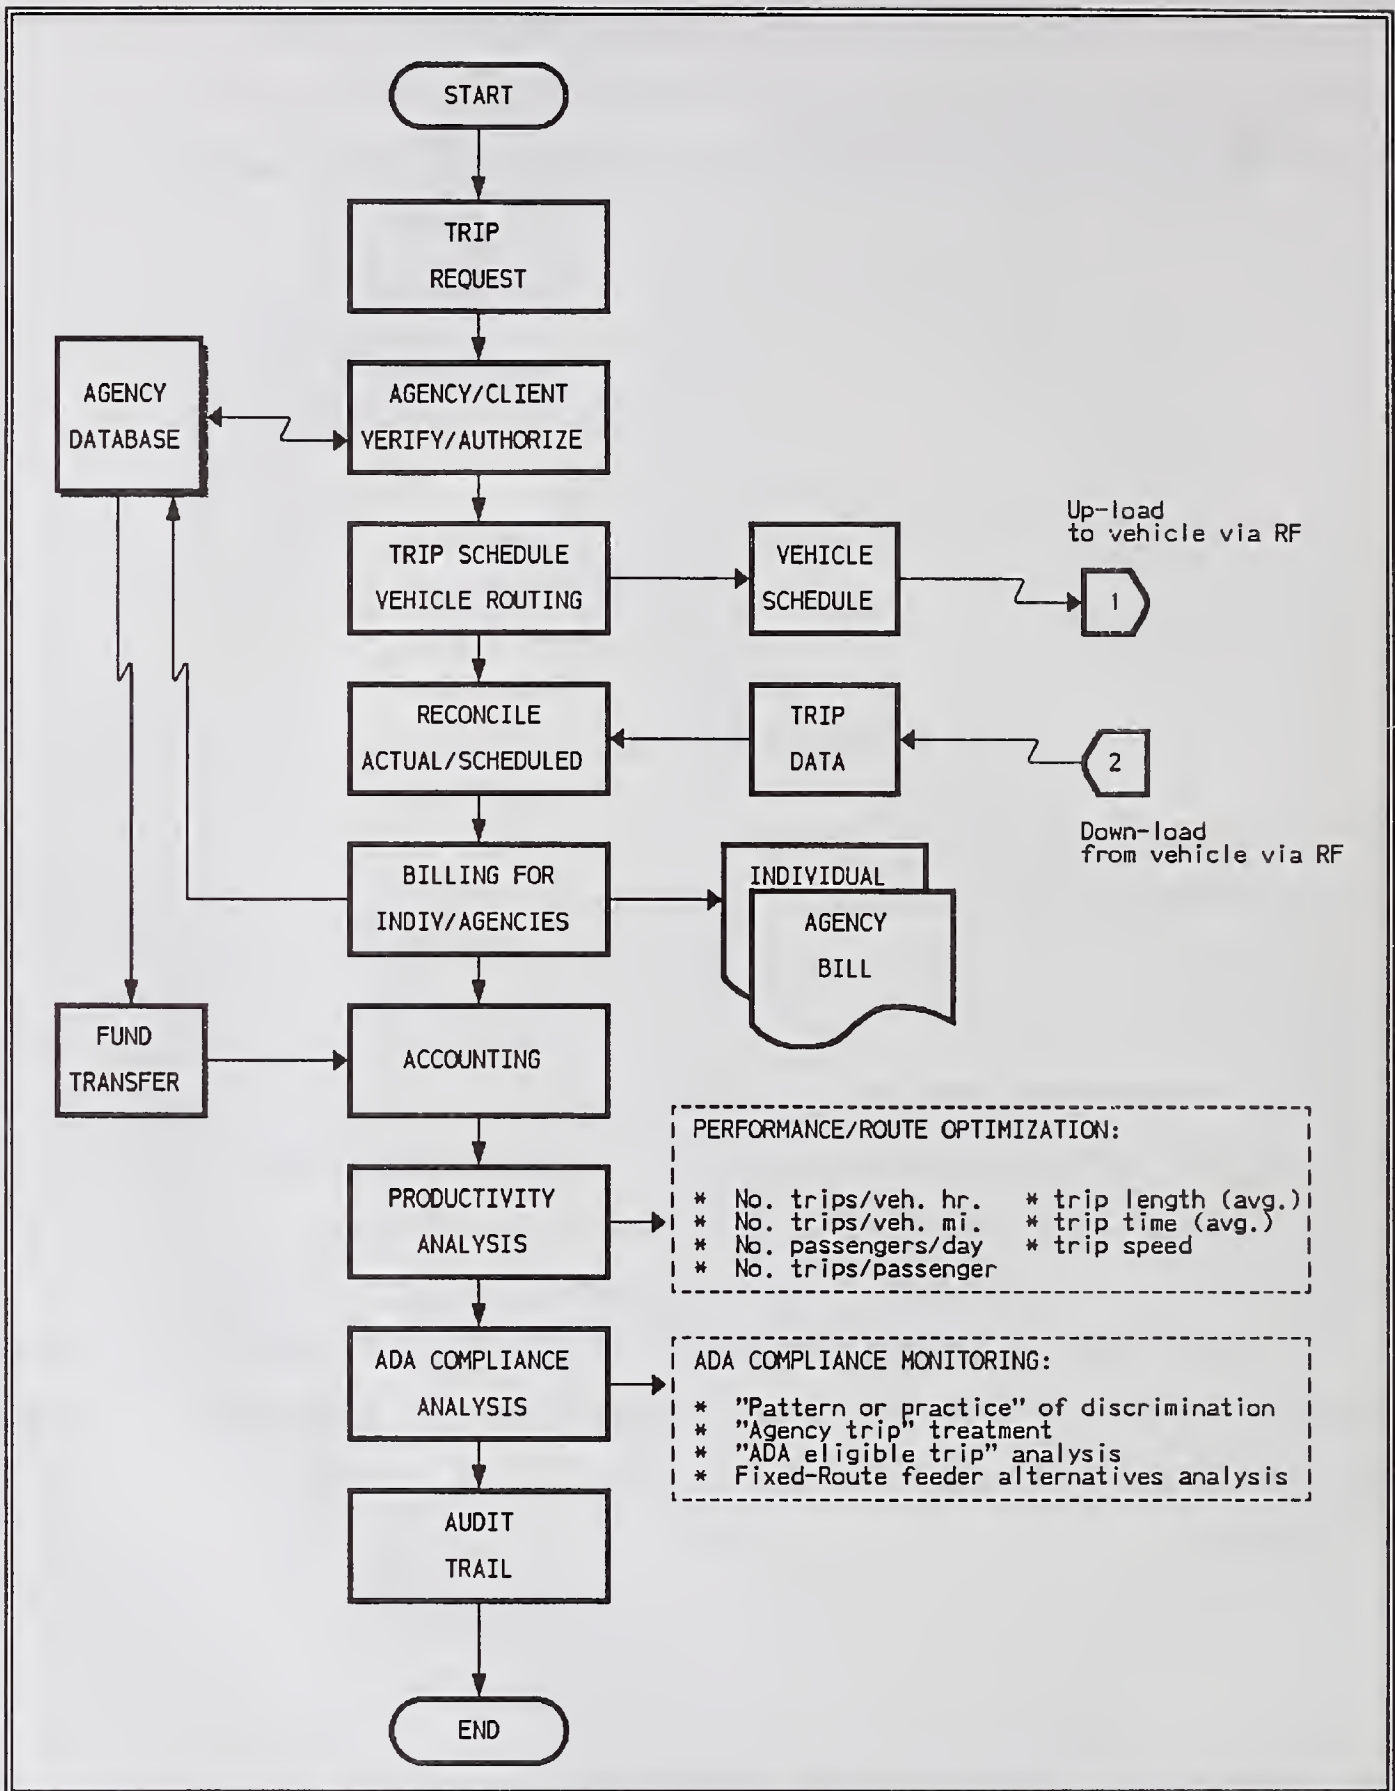 START
TRIP
REQUEST
AGENCY
DATABASE
AGENCY/CLIENT
VERIFY/AUTHORIZE
TRIP SCHEDULE
VEHICLE ROUTING
VEHICLE
SCHEDULE
Up-load
to vehicle via RF
1
RECONCILE
ACTUAL/SCHEDULED
TRIP
DATA
2
Down-load
from vehicle via RF
BILLING FOR
INDIV/AGENCIES
INDIVIDUAL
AGENCY
BILL
FUND
TRANSFER
ACCOUNTING
PRODUCTIVITY
ANALYSIS
PERFORMANCE/ROUTE OPTIMIZATION:
* No. trips/veh. hr. * trip length (avg.)
* No. trips/veh. mi. * trip time (avg.)
* No. passengers/day * trip speed
* No. trips/passenger
ADA COMPLIANCE
ANALYSIS
ADA COMPLIANCE MONITORING:
* "Pattern or practice" of discrimination
* "Agency trip" treatment
* "ADA eligible trip" analysis
* Fixed-Route feeder alternatives analysis
AUDIT
TRAIL
END